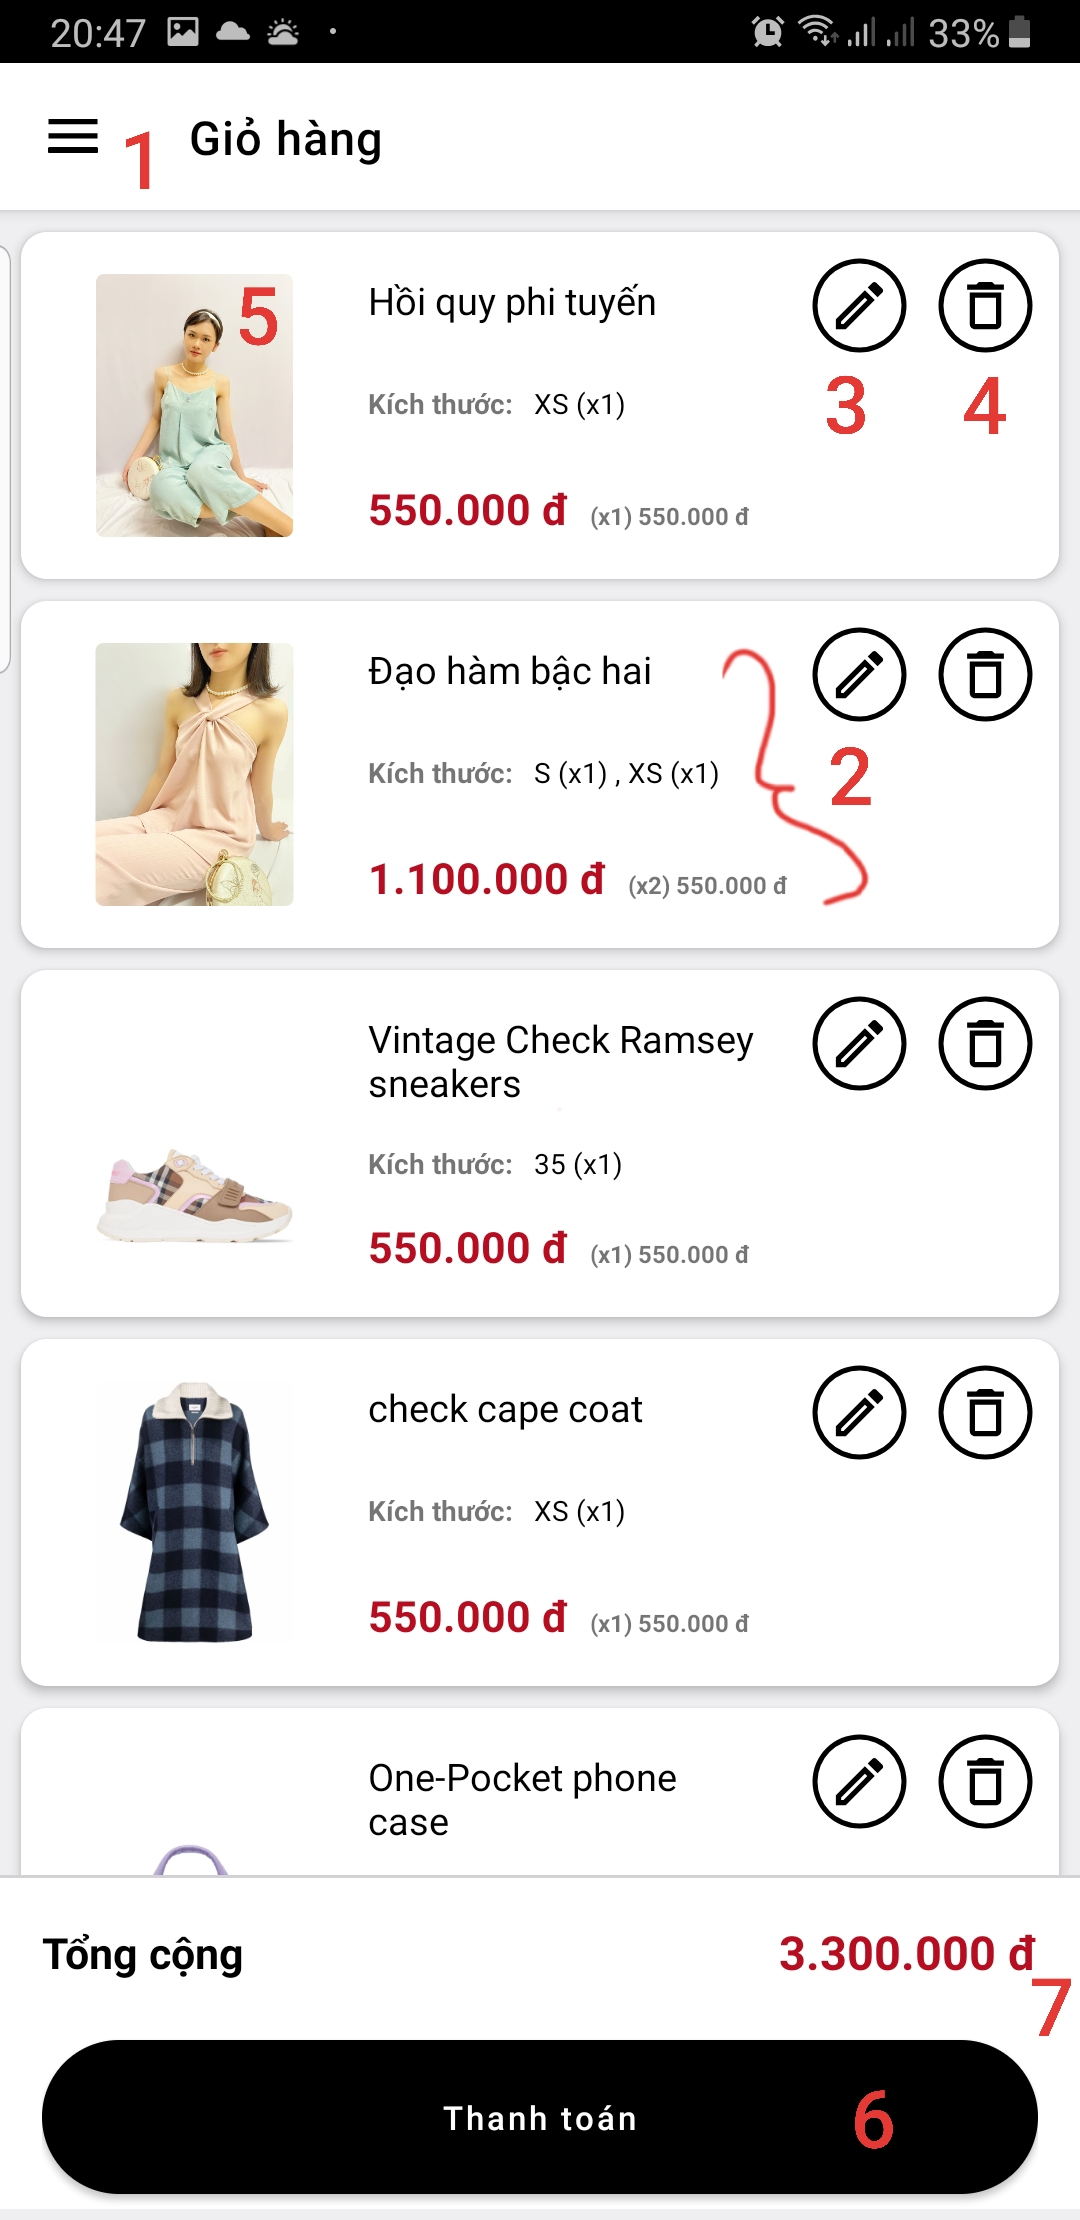 20:47 33%
1 Giỏ hàng
5
Hồi quy phi tuyến
3 4
Kích thước: XS (x1)
550.000 đ (x1) 550.000 đ
Đạo hàm bậc hai
Kích thước: S (x1) , XS (x1) 2
1.100.000 đ (x2) 550.000 đ
Vintage Check Ramsey
sneakers
Kích thước: 35 (x1)
550.000 đ (x1) 550.000 đ
check cape coat
Kích thước: XS (x1)
550.000 đ (x1) 550.000 đ
One-Pocket phone
case
Tổng cộng 3.300.000 đ
7
Thanh toán 6